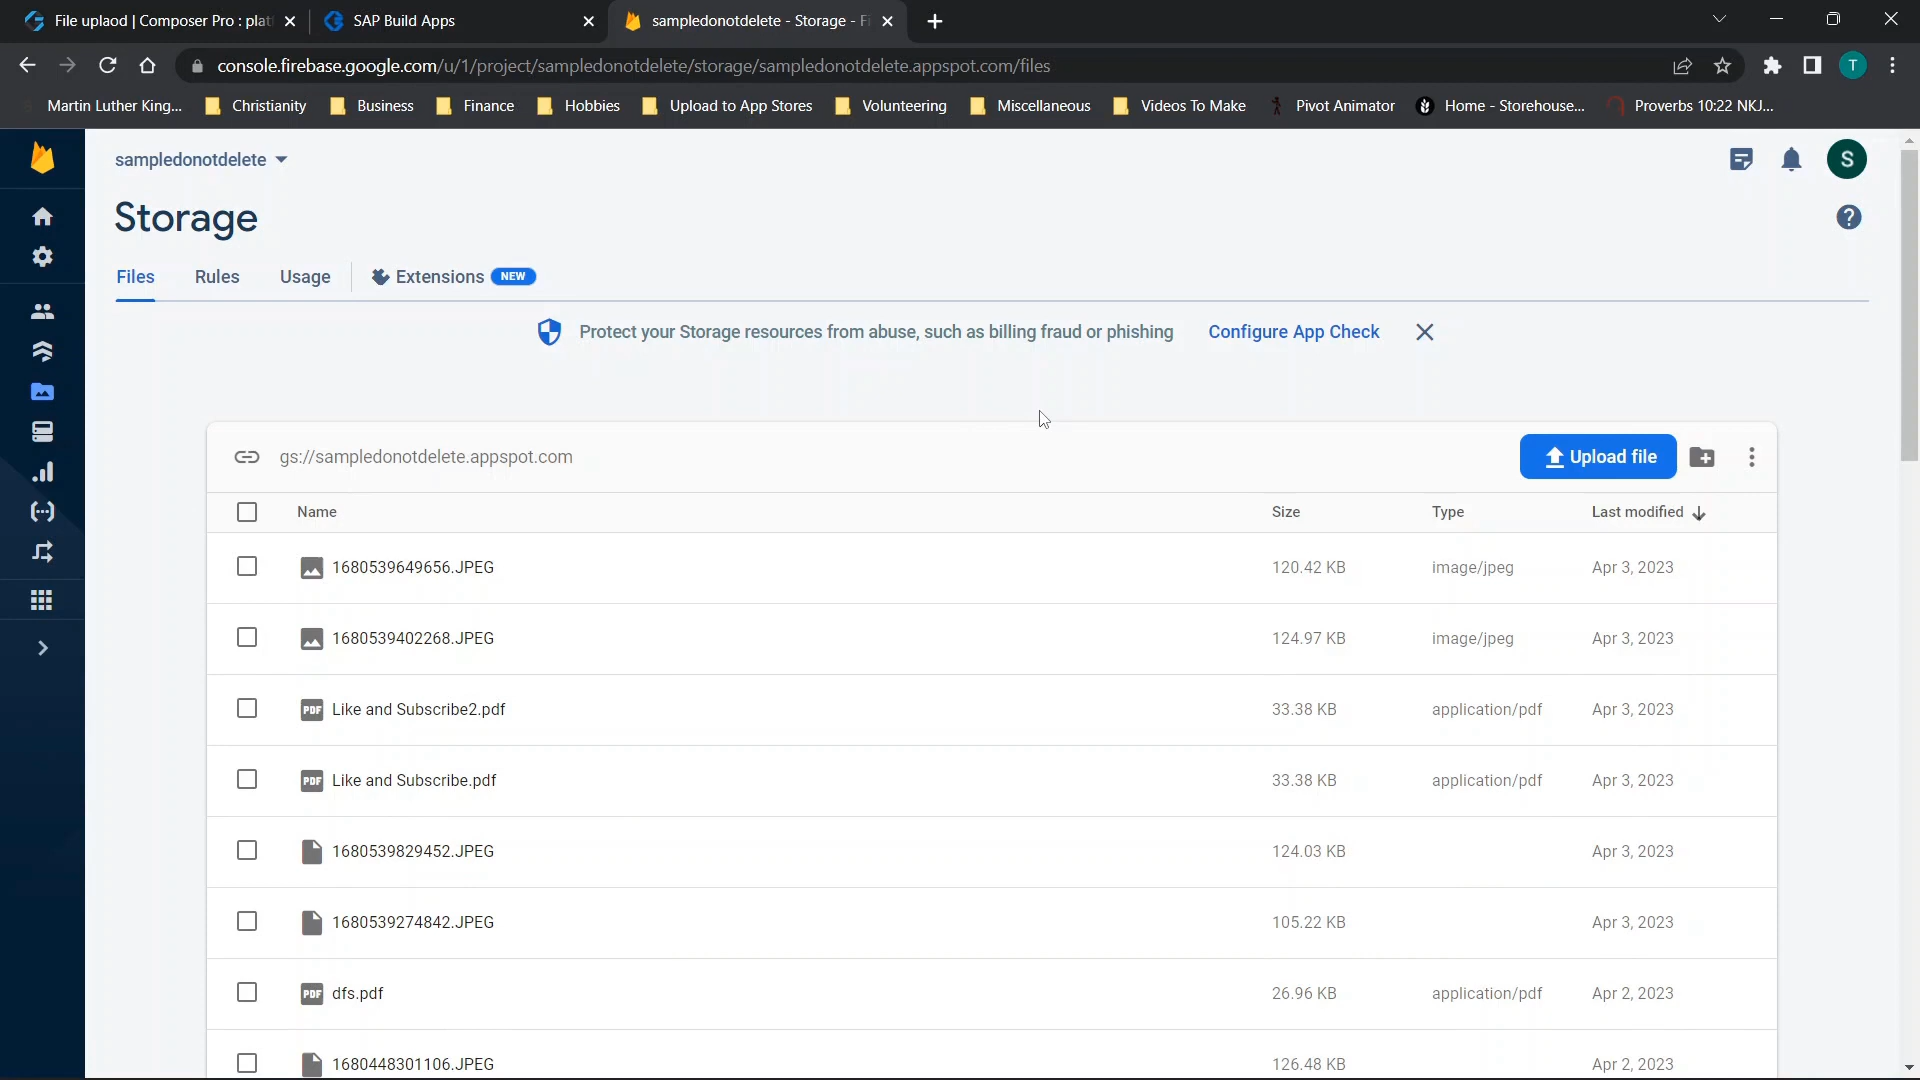 File uplaod | Composer Pro : plat
SAP Build Apps
sampledonotdelete - Storage - Fi
console.firebase.google.com/u/1/project/sampledonotdelete/storage/sampledonotdelete.appspot.com/files
T
Martin Luther King...
Christianity
Business
Finance
Hobbies
Upload to App Stores
Volunteering
Miscellaneous
Videos To Make
Pivot Animator
Home - Storehouse...
Proverbs 10:22 NKJ...
sampledonotdelete
S
Storage
Files
Rules
Usage
Extensions NEW
Protect your Storage resources from abuse, such as billing fraud or phishing
Configure App Check
gs://sampledonotdelete.appspot.com
Upload file
Name Size Type Last modified
1680539649656.JPEG 120.42 KB image/jpeg Apr 3, 2023
1680539402268.JPEG 124.97 KB image/jpeg Apr 3, 2023
PDF Like and Subscribe2.pdf 33.38 KB application/pdf Apr 3, 2023
PDF Like and Subscribe.pdf 33.38 KB application/pdf Apr 3, 2023
1680539829452.JPEG 124.03 KB Apr 3, 2023
1680539274842.JPEG 105.22 KB Apr 3, 2023
PDF dfs.pdf 26.96 KB application/pdf Apr 2, 2023
1680448301106.JPEG 126.48 KB Apr 2, 2023